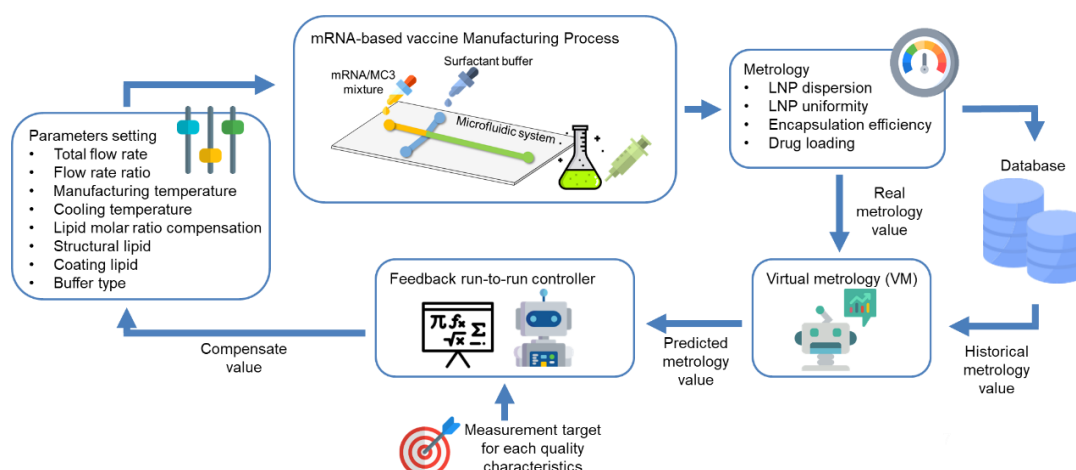 mRNA-based vaccine Manufacturing Process
mRNA/MC3
mixture
Surfactant buffer
Microfluidic system
Metrology
• LNP dispersion
• LNP uniformity
• Encapsulation efficiency
• Drug loading
Parameters setting
• Total flow rate
• Flow rate ratio
• Manufacturing temperature
• Cooling temperature
• Lipid molar ratio compensation
• Structural lipid
• Coating lipid
• Buffer type
Database
Real
metrology
value
Feedback run-to-run controller
π fx
√x Σ
Virtual metrology (VM)
Compensate
value
Predicted
metrology
value
Historical
metrology
value
Measurement target
for each quality
characteristics